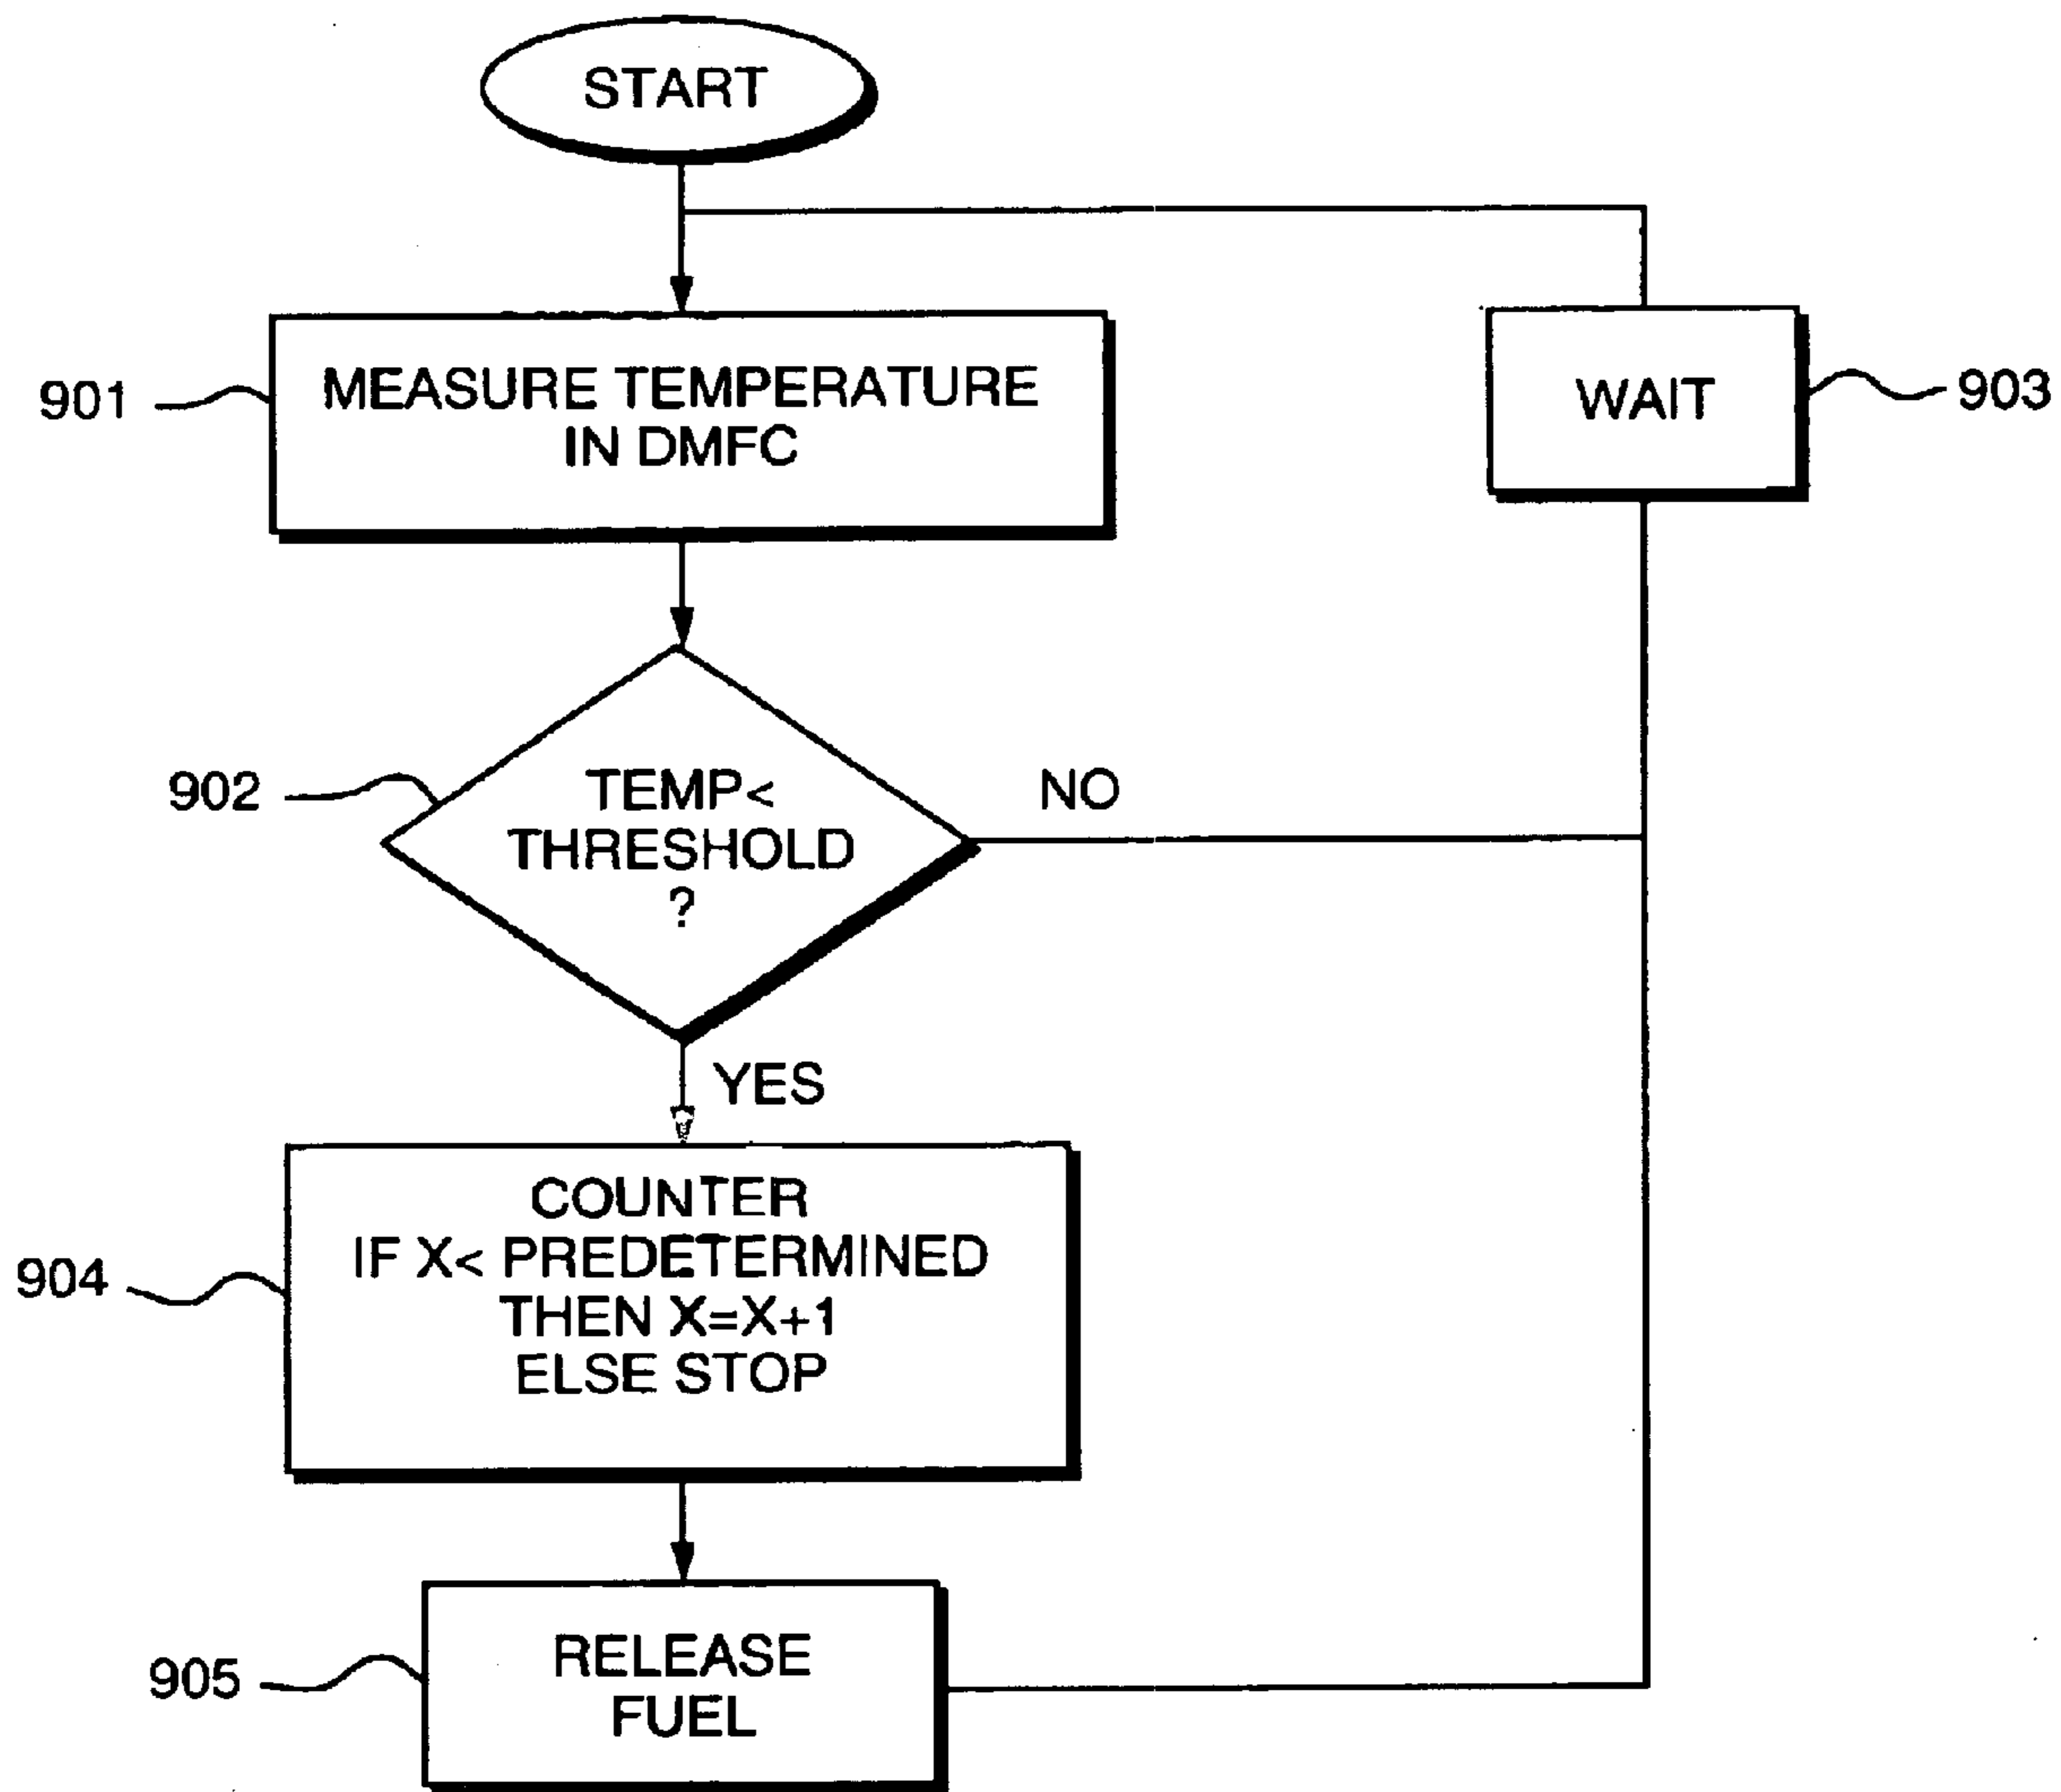 START
901
MEASURE TEMPERATURE
IN DMFC
WAIT
903
902
TEMP<
THRESHOLD
?
NO
YES
904
COUNTER
IF X< PREDETERMINED
THEN X=X+1
ELSE STOP
905
RELEASE
FUEL